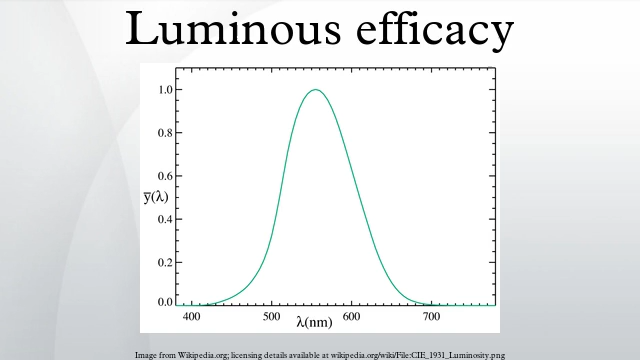 Luminous efficacy
1.0
0.8
0.6
y̅(λ)
0.4
0.2
0.0
400 500 600 700
λ(nm)
Image from Wikipedia.org; licensing details available at wikipedia.org/wiki/File:CIE_1931_Luminosity.png